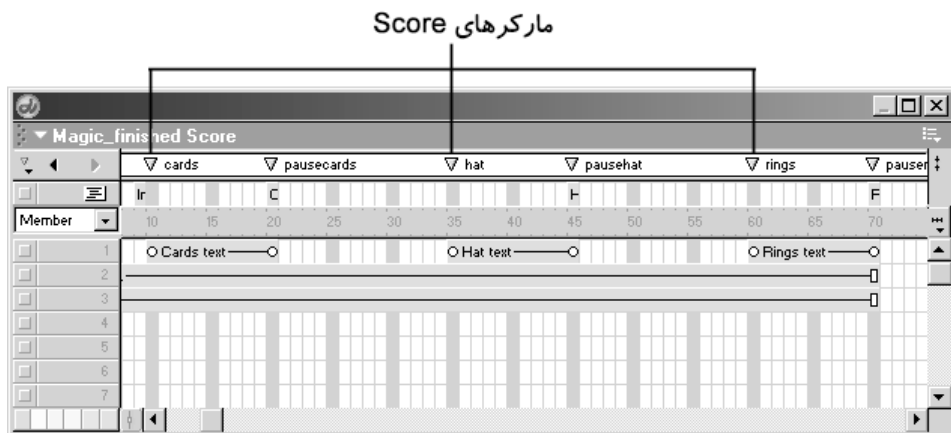 مارکرهای Score
Magic_finished Score
cards pausecards hat pausehat rings
Member 10 15 20 25 30 35 40 45 50 55 60 65 70
1 Cards text Hat text Rings text
2
3
4
5
6
7